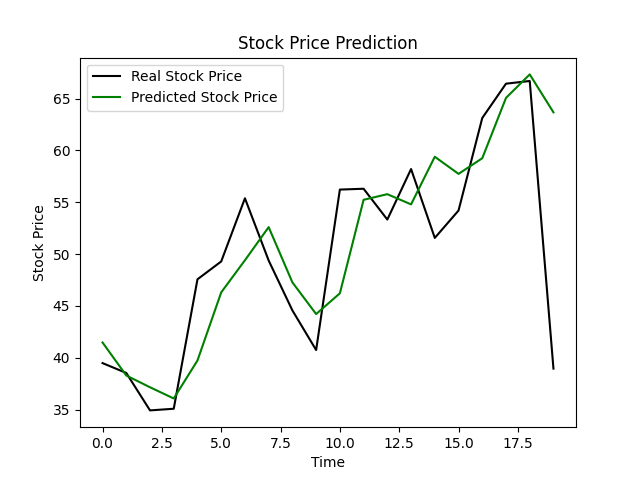 Stock Price Prediction
Real Stock Price
Predicted Stock Price
Stock Price
65
60
55
50
45
40
35
0.0 2.5 5.0 7.5 10.0 12.5 15.0 17.5
Time